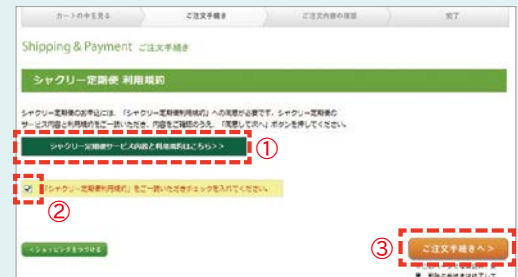 カートの中を見る
ご注文手続き
ご注文内容の確認
完了
Shipping & Payment ご注文手続き
シャクリー定期便 利用規約
シャクリー定期便のお申込には、「シャクリー定期便利用規約」への同意が必要です。シャクリー定期便の
サービス内容と利用規約をご一読いただき、内容をご確認のうえ、「同意して次へ」ボタンを押してください。
シャクリー定期便サービス内容と利用規約はこちら>>
①
「シャクリー定期便利用規約」をご一読いただきチェックを入れてください。
②
<ショッピングをつづける
③
ご注文手続きへ>